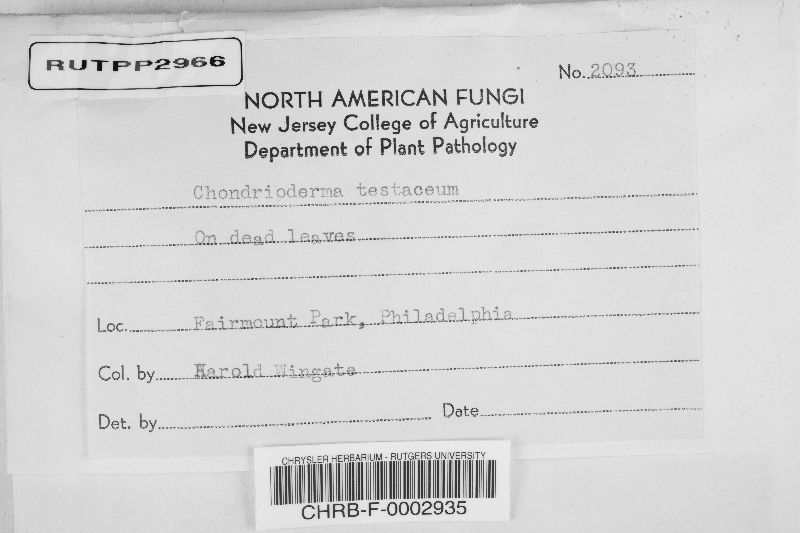 RUTPP2966
No. 2093
NORTH AMERICAN FUNGI
New Jersey College of Agriculture
Department of Plant Pathology
Chondrioderma testaceum
On dead leaves
Loc. Fairmount Park, Philadelphia
Col. by Harold Wingate
Det. by
Date
CHRYSLER HERBARIUM - RUTGERS UNIVERSITY
CHRB-F-0002935